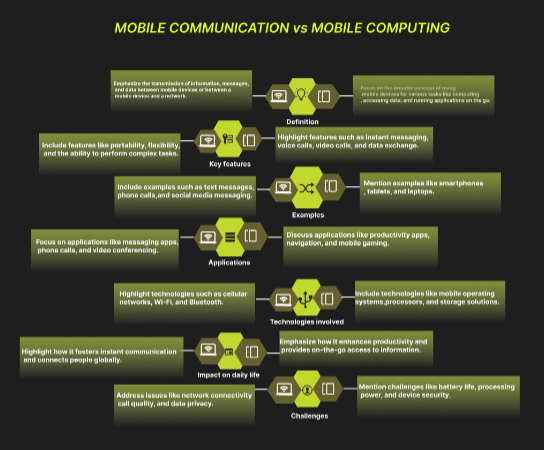 MOBILE COMMUNICATION vs MOBILE COMPUTING
Emphasize the transmission of information, messages,
and data between mobile devices or between a
mobile device and a network.
Focus on the broader concept of using
mobile devices for various tasks like computing
,accessing data, and running applications on the go.
Definition
Include features like portability, flexibility,
and the ability to perform complex tasks.
Highlight features such as instant messaging,
voice calls, video calls, and data exchange.
Key features
Include examples such as text messages,
phone calls,and social media messaging.
Mention examples like smartphones
, tablets, and laptops.
Examples
Focus on applications like messaging apps,
phone calls, and video conferencing.
Discuss applications like productivity apps,
navigation, and mobile gaming.
Applications
Highlight technologies such as cellular
networks, Wi-Fi, and Bluetooth.
Include technologies like mobile operating
systems,processors, and storage solutions.
Technologies involved
Highlight how it fosters instant communication
and connects people globally.
Emphasize how it enhances productivity and
provides on-the-go access to information.
Impact on daily life
Address issues like network connectivity
call quality, and data privacy.
Mention challenges like battery life, processing
power, and device security.
Challenges